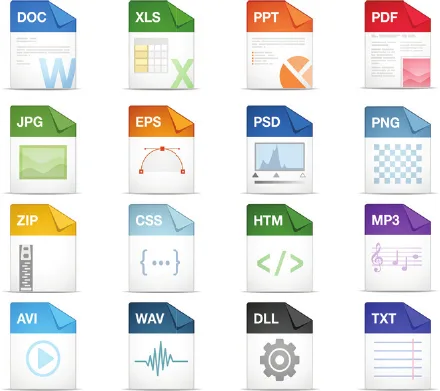 DOC
W
XLS
X
PPT
PDF
JPG
EPS
PSD
PNG
ZIP
CSS
{...}
HTM
</>
MP3
AVI
WAV
DLL
TXT